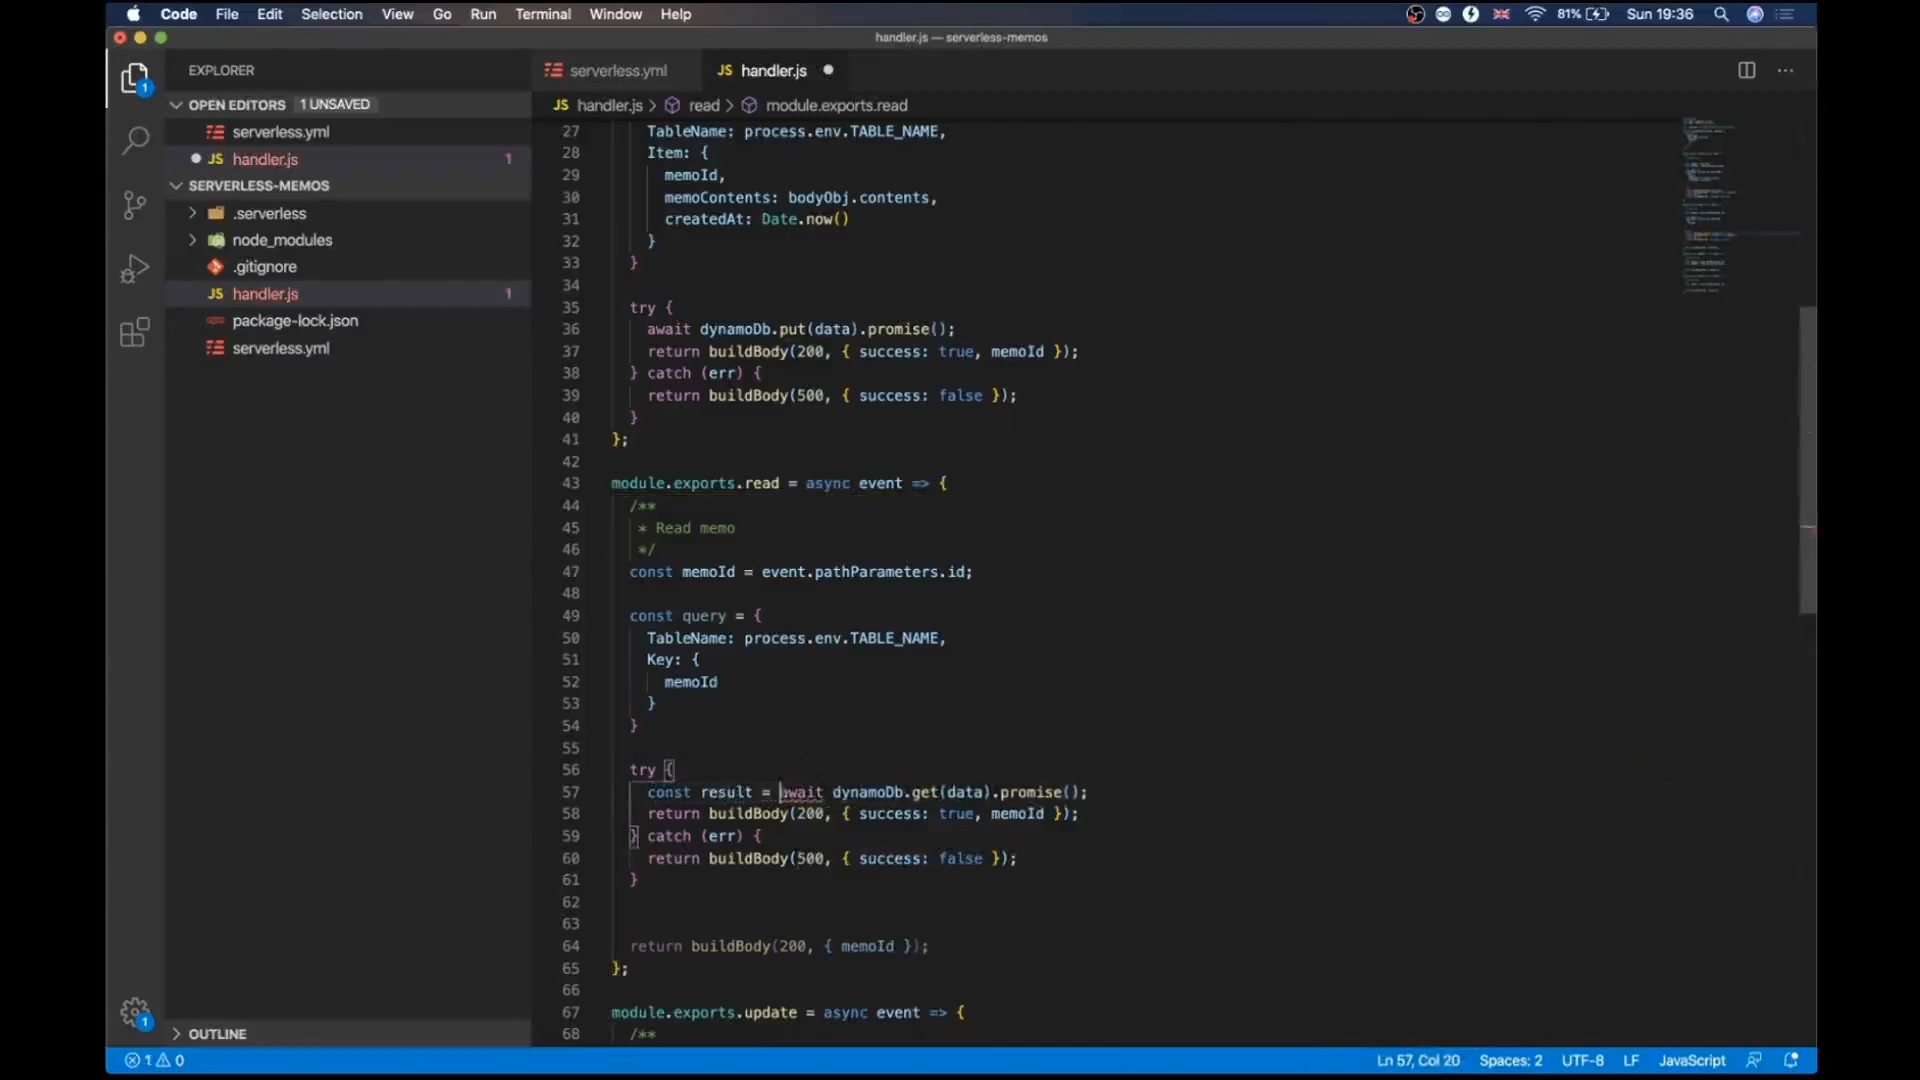 Code File Edit Selection View Go Run Terminal Window Help 81% Sun 19:36
handler.js — serverless-memos
EXPLORER
OPEN EDITORS 1 UNSAVED
serverless.yml
JS handler.js 1
SERVERLESS-MEMOS
.serverless
node_modules
.gitignore
JS handler.js 1
package-lock.json
serverless.yml
OUTLINE
1
1
serverless.yml JS handler.js
JS handler.js > read > module.exports.read
27 TableName: process.env.TABLE_NAME,
28 Item: {
29 memoId,
30 memoContents: bodyObj.contents,
31 createdAt: Date.now()
32 }
33 }
34
35 try {
36 await dynamoDb.put(data).promise();
37 return buildBody(200, { success: true, memoId });
38 } catch (err) {
39 return buildBody(500, { success: false });
40 }
41 };
42
43 module.exports.read = async event => {
44 /**
45 * Read memo
46 */
47 const memoId = event.pathParameters.id;
48
49 const query = {
50 TableName: process.env.TABLE_NAME,
51 Key: {
52 memoId
53 }
54 }
55
56 try {
57 const result = await dynamoDb.get(data).promise();
58 return buildBody(200, { success: true, memoId });
59 } catch (err) {
60 return buildBody(500, { success: false });
61 }
62
63
64 return buildBody(200, { memoId });
65 };
66
67 module.exports.update = async event => {
68 /**
1 0 Ln 57, Col 20 Spaces: 2 UTF-8 LF JavaScript